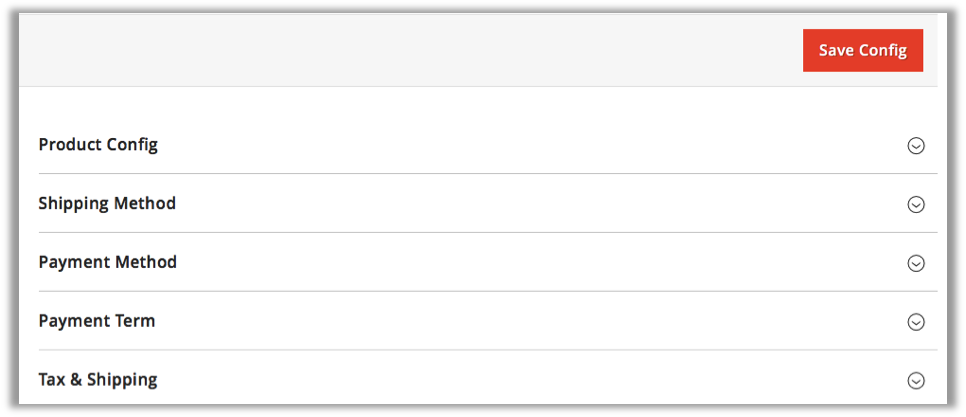 Save Config
Product Config
Shipping Method
Payment Method
Payment Term
Tax & Shipping